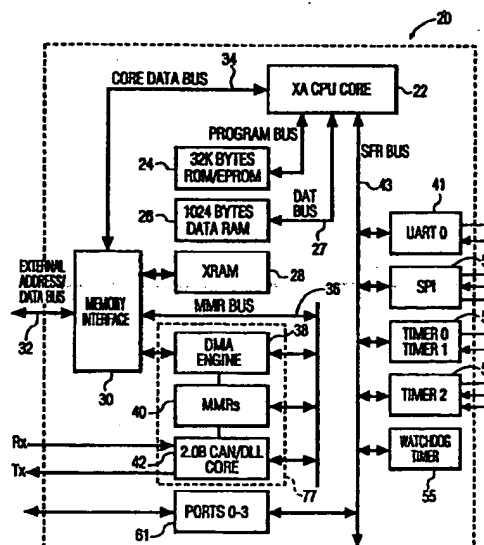 20
34
CORE DATA BUS
XA CPU CORE
22
PROGRAM BUS
SFR BUS
24
32K BYTES
ROM/EPROM
DAT
BUS
27
43
41
26
1024 BYTES
DATA RAM
UART 0
EXTERNAL
ADDRESS/
DATA BUS
32
MEMORY
INTERFACE
30
XRAM
28
SPI
MMR BUS
36
38
DMA
ENGINE
TIMER 0
TIMER 1
40
MMRs
TIMER 2
Rx
Tx
42
2.0B CAN/DLL
CORE
77
WATCHDOG
TIMER
55
61
PORTS 0-3